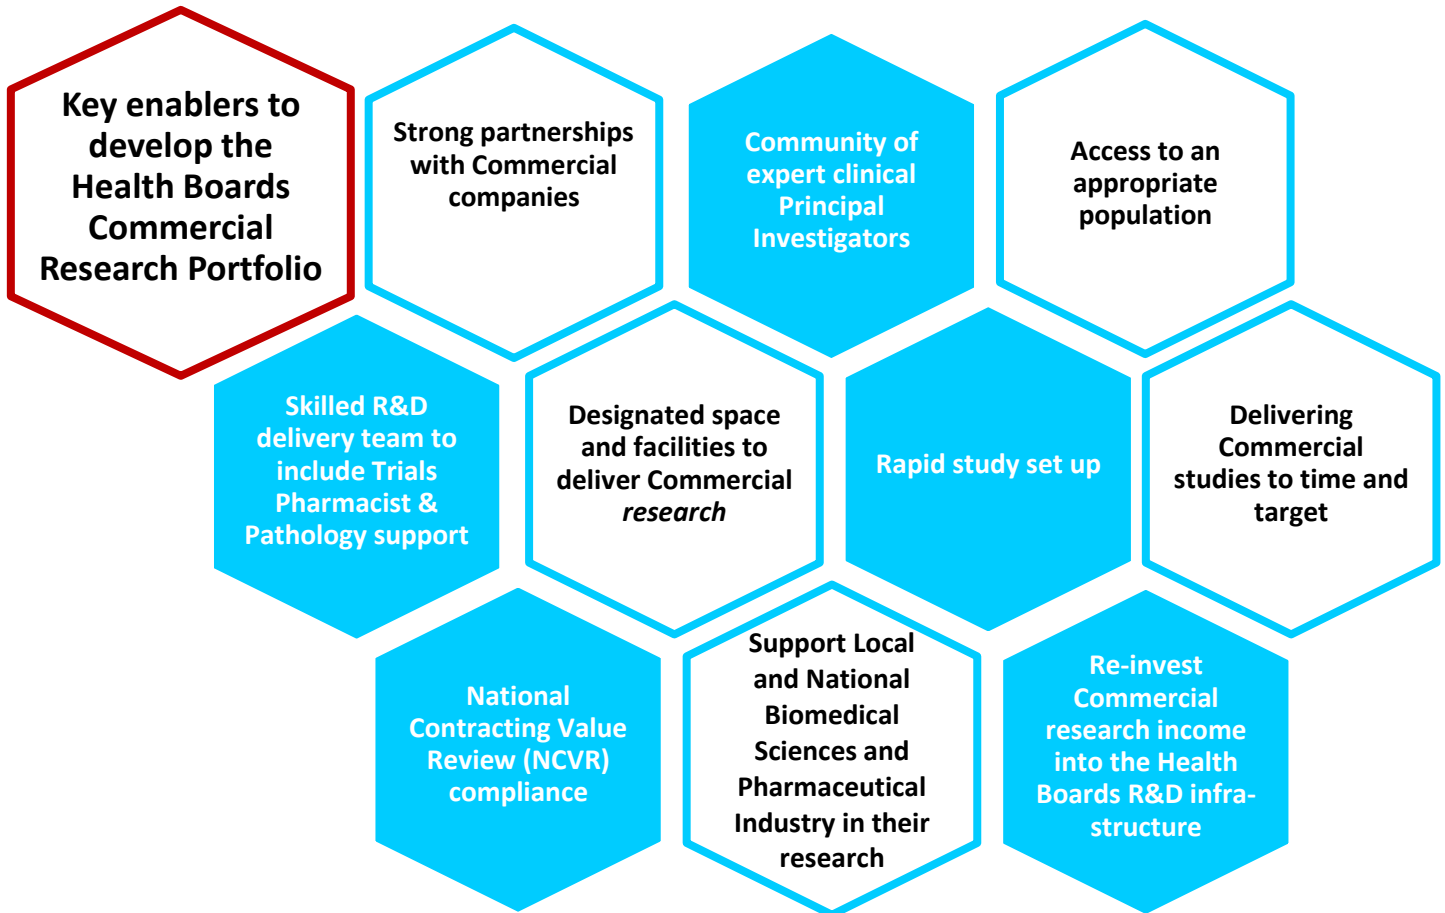 Key enablers to
develop the
Health Boards
Commercial
Research Portfolio
Strong partnerships
with Commercial
companies
Community of
expert clinical
Principal
Investigators
Access to an
appropriate
population
Skilled R&D
delivery team to
include Trials
Pharmacist &
Pathology support
Designated space
and facilities to
deliver Commercial
research
Rapid study set up
Delivering
Commercial
studies to time and
target
National
Contracting Value
Review (NCVR)
compliance
Support Local
and National
Biomedical
Sciences and
Pharmaceutical
Industry in their
research
Re-invest
Commercial
research income
into the Health
Boards R&D infra-
structure